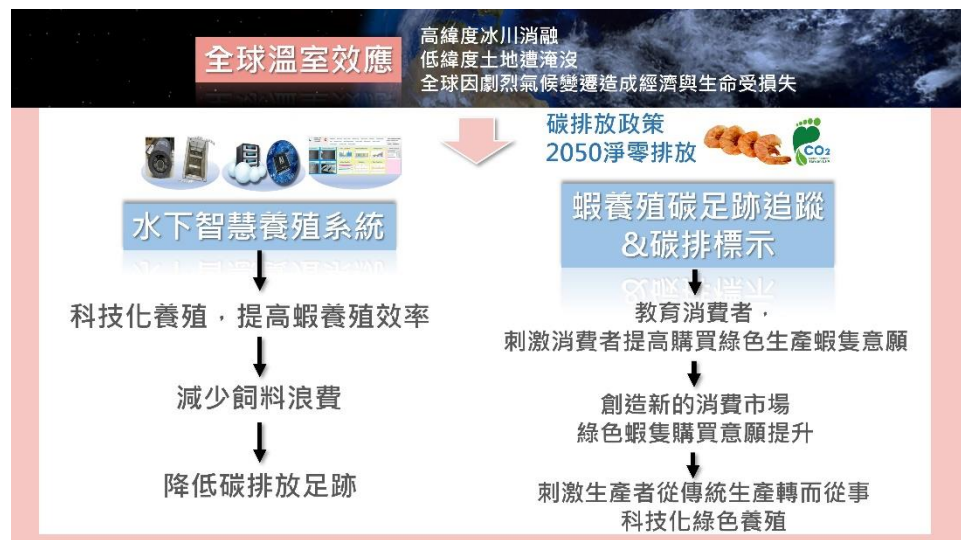 全球溫室效應
高緯度冰川消融
低緯度土地遭淹沒
全球因劇烈氣候變遷造成經濟與生命受損失
碳排放政策
2050淨零排放
CO2
水下智慧養殖系統
科技化養殖，提高蝦養殖效率
減少飼料浪費
降低碳排放足跡
蝦養殖碳足跡追蹤
&碳排標示
教育消費者，
刺激消費者提高購買綠色生產蝦隻意願
創造新的消費市場
綠色蝦隻購買意願提升
刺激生產者從傳統生產轉而從事
科技化綠色養殖